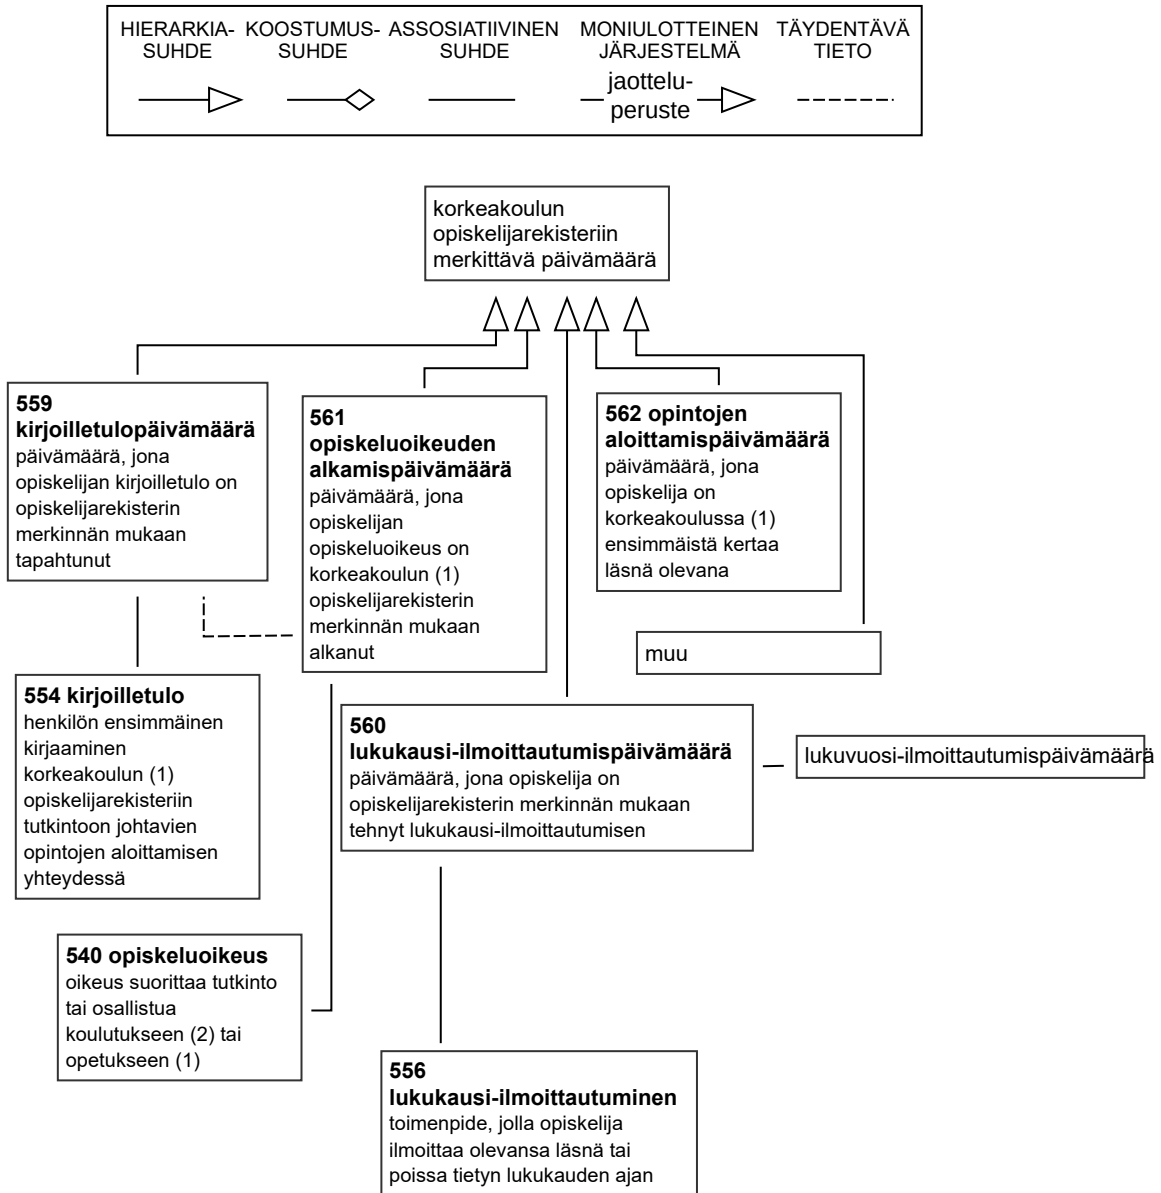 HIERARKIA-
SUHDE
KOOSTUMUS-
SUHDE
ASSOSIATIIVINEN
SUHDE
MONIULOTTEINEN
JÄRJESTELMÄ
jaottelu-
peruste
TÄYDENTÄVÄ
TIETO
korkeakoulun
opiskelijarekisteriin
merkittävä päivämäärä
559
kirjoilletulopäivämäärä
päivämäärä, jona
opiskelijan kirjoilletulo on
opiskelijarekisterin
merkinnän mukaan
tapahtunut
561
opiskeluoikeuden
alkamispäivämäärä
päivämäärä, jona
opiskelijan
opiskeluoikeus on
korkeakoulun (1)
opiskelijarekisterin
merkinnän mukaan
alkanut
562 opintojen
aloittamispäivämäärä
päivämäärä, jona
opiskelija on
korkeakoulussa (1)
ensimmäistä kertaa
läsnä olevana
muu
554 kirjoilletulo
henkilön ensimmäinen
kirjaaminen
korkeakoulun (1)
opiskelijarekisteriin
tutkintoon johtavien
opintojen aloittamisen
yhteydessä
560
lukukausi-ilmoittautumispäivämäärä
päivämäärä, jona opiskelija on
opiskelijarekisterin merkinnän mukaan
tehnyt lukukausi-ilmoittautumisen
lukuvuosi-ilmoittautumispäivämäärä
540 opiskeluoikeus
oikeus suorittaa tutkinto
tai osallistua
koulutukseen (2) tai
opetukseen (1)
556
lukukausi-ilmoittautuminen
toimenpide, jolla opiskelija
ilmoittaa olevansa läsnä tai
poissa tietyn lukukauden ajan